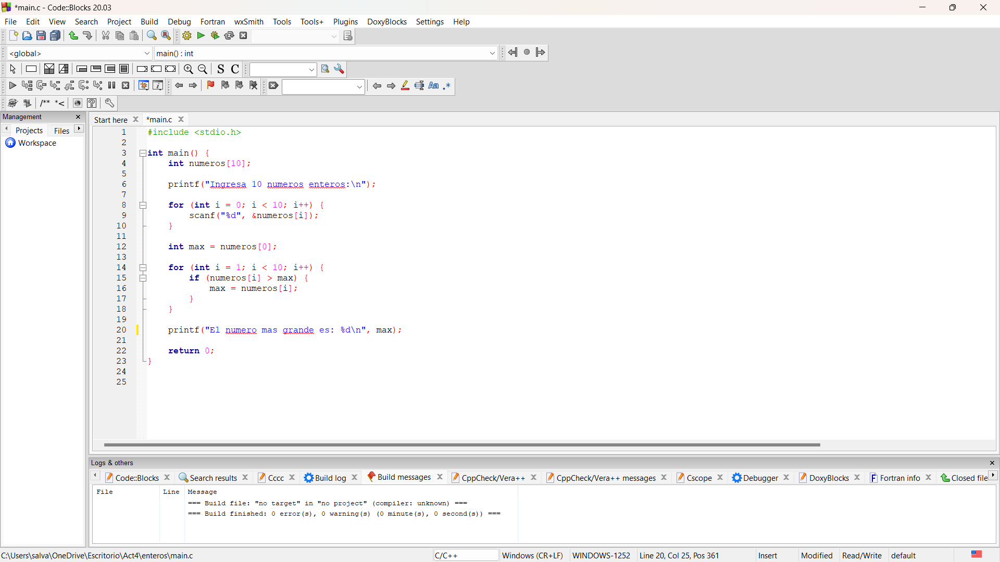 *main.c - Code::Blocks 20.03
File Edit View Search Project Build Debug Fortran wxSmith Tools Tools+ Plugins DoxyBlocks Settings Help
<global> main() : int
S C
Aa .*
/** *<
Management
Start here *main.c
Projects Files
Workspace
1 #include <stdio.h>
2
3 int main() {
4 int numeros[10];
5
6 printf("Ingresa 10 numeros enteros:\n");
7
8 for (int i = 0; i < 10; i++) {
9 scanf("%d", &numeros[i]);
10 }
11
12 int max = numeros[0];
13
14 for (int i = 1; i < 10; i++) {
15 if (numeros[i] > max) {
16 max = numeros[i];
17 }
18 }
19
20 printf("El numero mas grande es: %d\n", max);
21
22 return 0;
23 }
24
25
Logs & others
Code::Blocks Search results Cccc Build log Build messages CppCheck/Vera++ CppCheck/Vera++ messages Cscope Debugger DoxyBlocks Fortran info Closed file
File Line Message
=== Build file: "no target" in "no project" (compiler: unknown) ===
=== Build finished: 0 error(s), 0 warning(s) (0 minute(s), 0 second(s)) ===
C:\Users\salva\OneDrive\Escritorio\Act4\enteros\main.c C/C++ Windows (CR+LF) WINDOWS-1252 Line 20, Col 25, Pos 361 Insert Modified Read/Write default